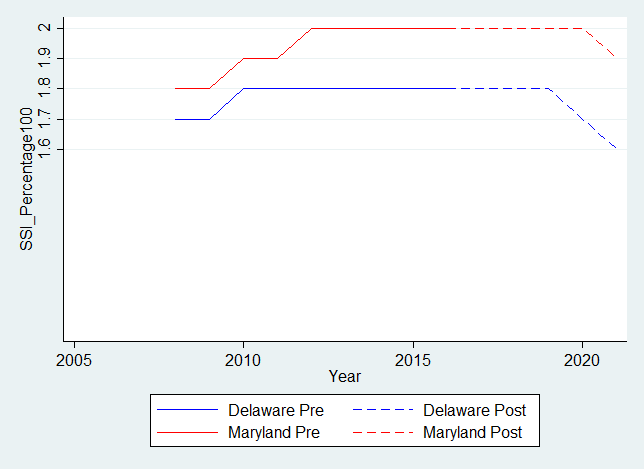 2
1.9
1.8
1.7
1.6
SSI_Percentage100
2005 2010 2015 2020
Year
Delaware Pre Delaware Post
Maryland Pre Maryland Post